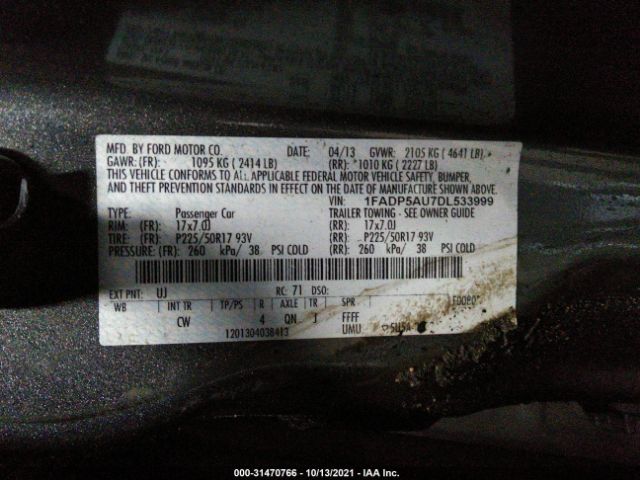 MFD. BY FORD MOTOR CO. DATE: 04/13 GVWR: 2105 KG ( 4641 LB)
GAWR: (FR): 1095 KG ( 2414 LB) (RR): 1010 KG ( 2227 LB)
THIS VEHICLE CONFORMS TO ALL APPLICABLE FEDERAL MOTOR VEHICLE SAFETY, BUMPER,
AND THEFT PREVENTION STANDARDS IN EFFECT ON THE DATE OF MANUFACTURE SHOWN ABOVE.
VIN: 1FADP5AU7DL533999
TYPE: Passenger Car TRAILER TOWING - SEE OWNER GUIDE
RIM: (FR): 17x7.0J (RR): 17x7.0J
TIRE: (FR): P225/50R17 93V (RR): P225/50R17 93V
PRESSURE: (FR): 260 kPa/ 38 PSI COLD (RR): 260 kPa/ 38 PSI COLD
EXT PNT: UJ RC: 71 DSO:
WB INT TR TP/PS R AXLE TR SPR
CW 4 QN J FFFF
1201304038413 UMU
000-31470766 - 10/13/2021 - IAA Inc.